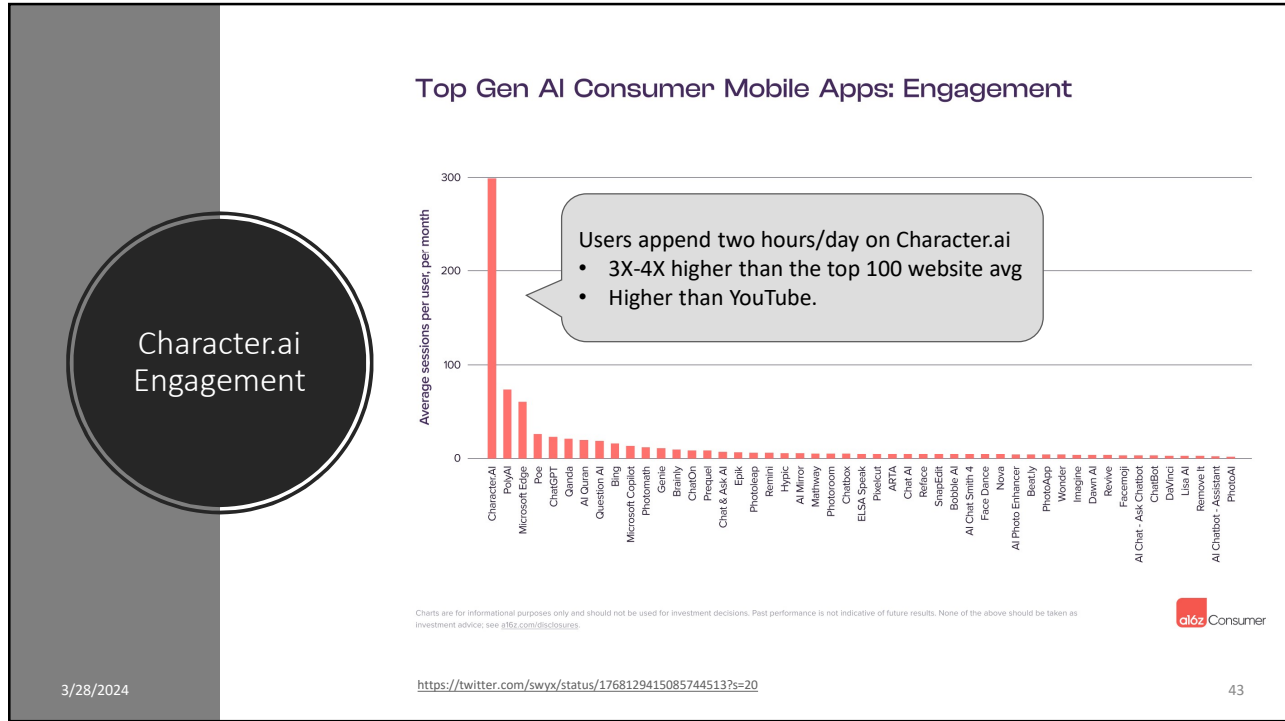 Top Gen AI Consumer Mobile Apps: Engagement
Character.ai
Engagement
Average sessions per user, per month
300
200
100
0
Users append two hours/day on Character.ai
• 3X-4X higher than the top 100 website avg
• Higher than YouTube.
Character.AI
PolyAI
Microsoft Edge
Poe
ChatGPT
Qanda
AI Quran
Question AI
Bing
Microsoft Copilot
Photomath
Genie
Brainly
ChatOn
Prequel
Chat & Ask AI
Epik
Photoleap
Remini
Hypic
AI Mirror
Mathway
Photoroom
Chatbox
ELSA Speak
Pixelcut
ARTA
Chat AI
Reface
SnapEdit
Bobble AI
AI Chat Smith 4
Face Dance
Nova
AI Photo Enhancer
Beat.ly
PhotoApp
Wonder
Imagine
Dawn AI
Revive
Facemoji
AI Chat - Ask Chatbot
ChatBot
DaVinci
Lisa AI
Remove It
AI Chatbot - Assistant
PhotoAI
Charts are for informational purposes only and should not be used for investment decisions. Past performance is not indicative of future results. None of the above should be taken as
investment advice; see a16z.com/disclosures.
a16z Consumer
3/28/2024
https://twitter.com/swyx/status/1768129415085744513?s=20
43